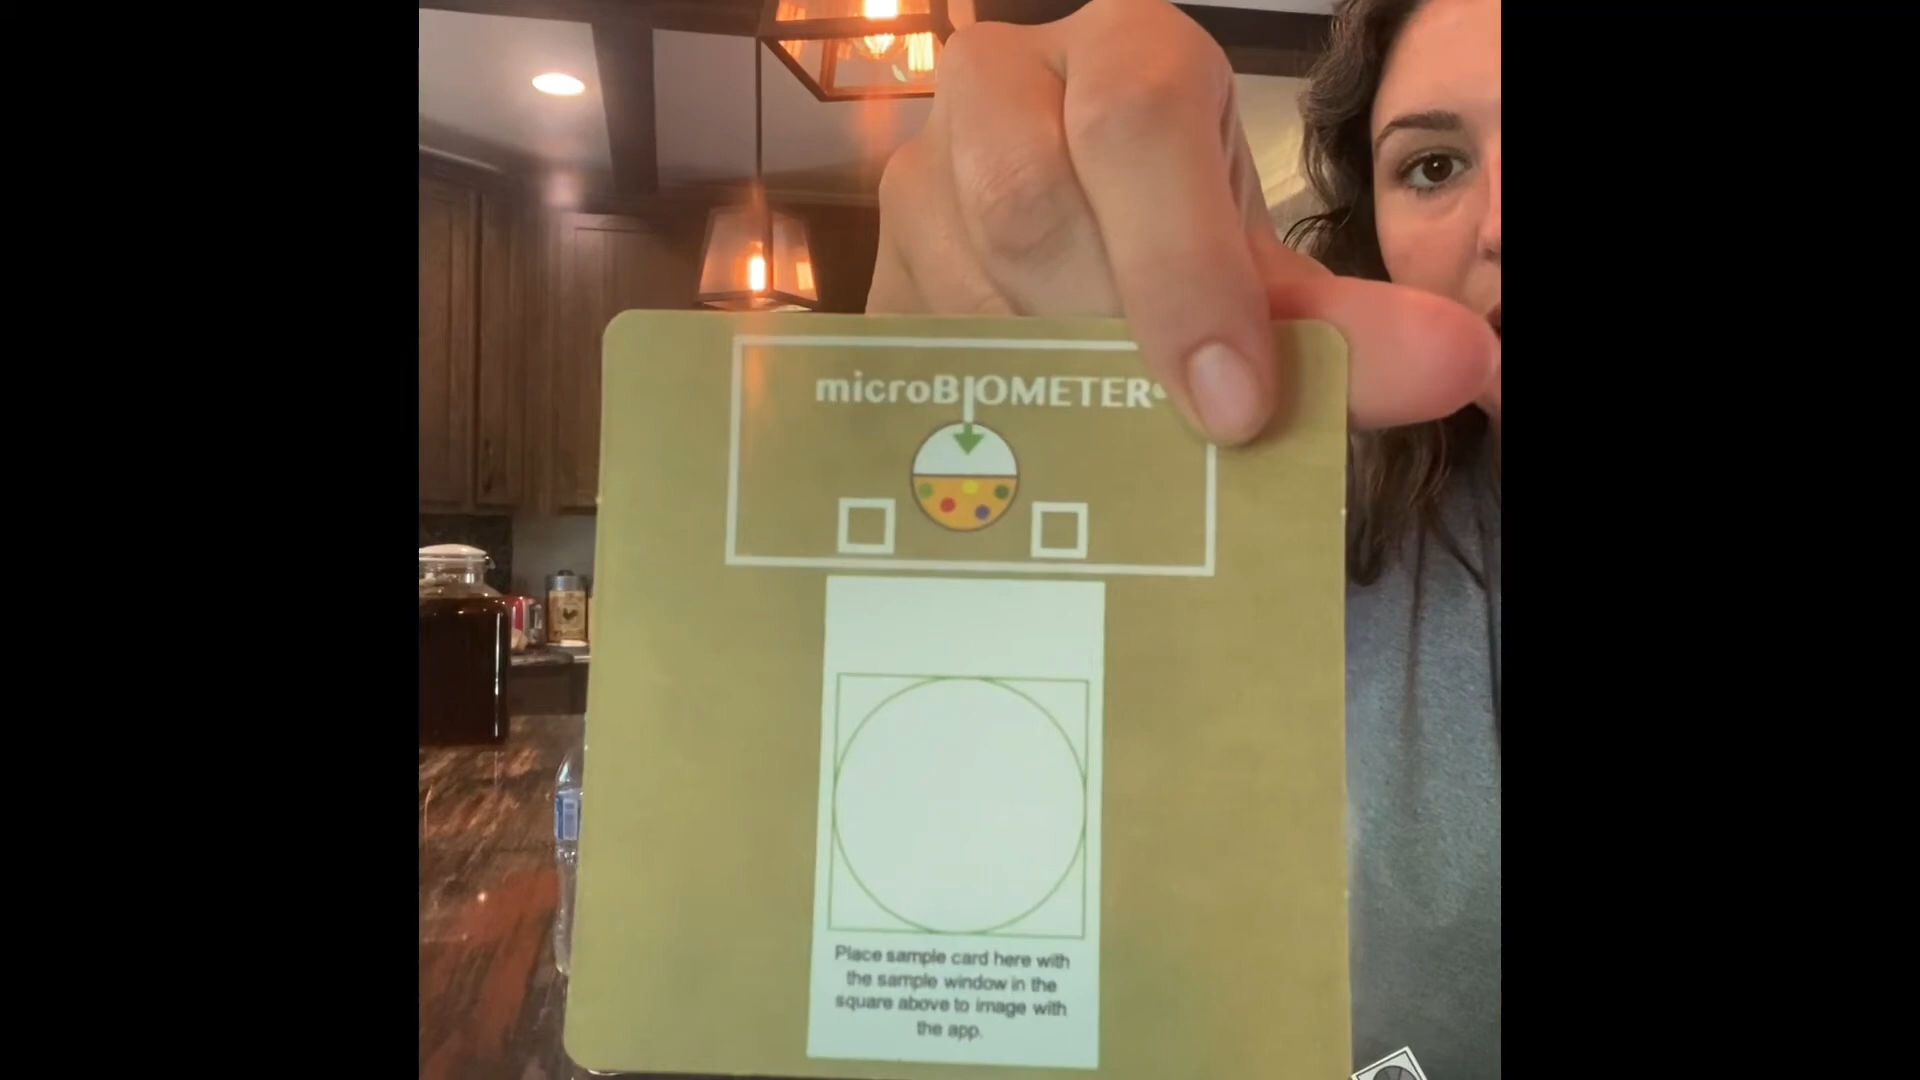 microBIOMETER®
Place sample card here with
the sample window in the
square above to image with
the app.